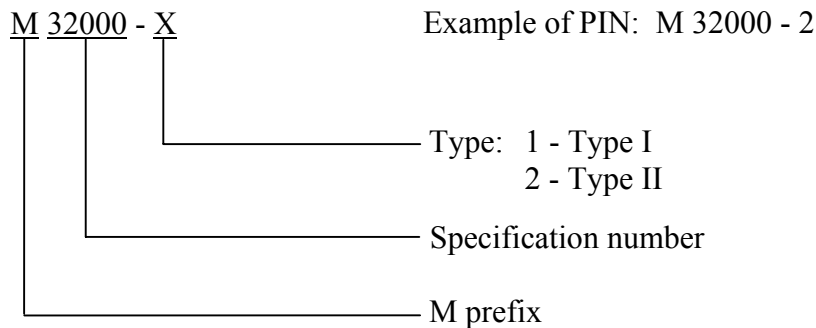 M 32000 - X Example of PIN: M 32000 - 2
Type: 1 - Type I
2 - Type II
Specification number
M prefix